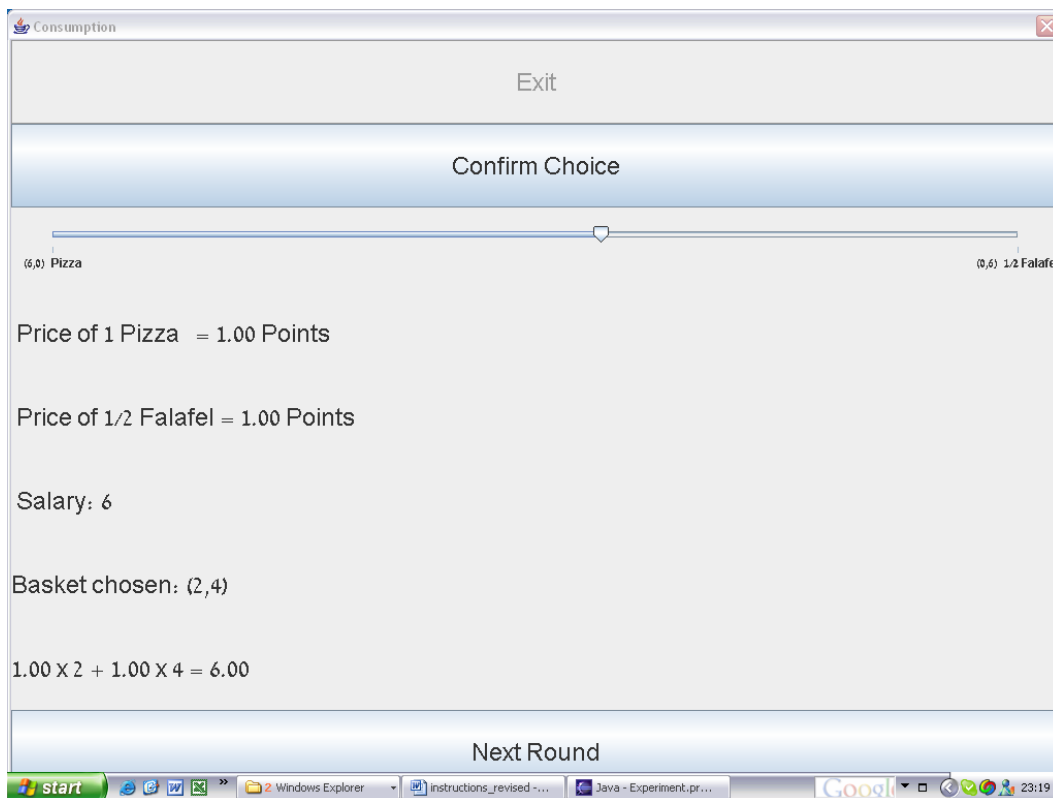 Consumption
Exit
Confirm Choice
(6,0) Pizza
(0,6) 1/2 Falafe
Price of 1 Pizza = 1.00 Points
Price of 1/2 Falafel = 1.00 Points
Salary: 6
Basket chosen: (2,4)
1.00 X 2 + 1.00 X 4 = 6.00
Next Round
start W X » 2 Windows Explorer instructions_revised -... Java - Experiment.pr... Googl 23:19